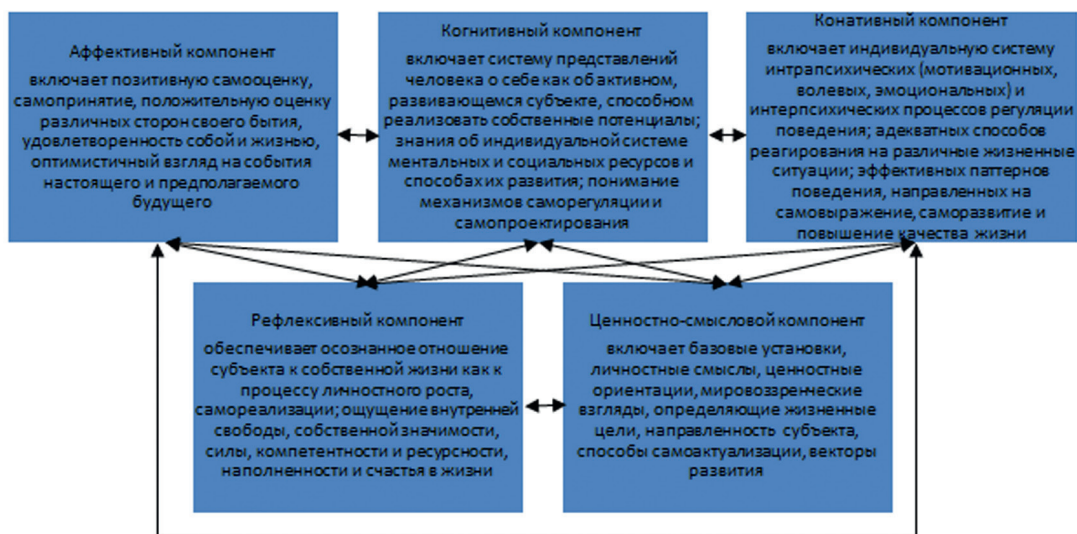 Аффективный компонент
включает позитивную самооценку,
самопринятие, положительную оценку
различных сторон своего бытия,
удовлетворенность собой и жизнью,
оптимистичный взгляд на события
настоящего и предполагаемого
будущего
Когнитивный компонент
включает систему представлений
человека о себе как об активном,
развивающемся субъекте, способном
реализовать собственные потенциалы;
знания об индивидуальной системе
ментальных и социальных ресурсов и
способах их развития; понимание
механизмов саморегуляции и
самопроектирования
Конативный компонент
включает индивидуальную систему
интрапсихических (мотивационных,
волевых, эмоциональных) и
интерпсихических процессов регуляции
поведения; адекватных способов
реагирования на различные жизненные
ситуации; эффективных паттернов
поведения, направленных на
самовыражение, саморазвитие и
повышение качества жизни
Рефлексивный компонент
обеспечивает осознанное отношение
субъекта к собственной жизни как к
процессу личностного роста,
самореализации; ощущение внутренней
свободы, собственной значимости,
силы, компетентности и ресурсности,
наполненности и счастья в жизни
Ценностно-смысловой компонент
включает базовые установки,
личностные смыслы, ценностные
ориентации, мировоззренческие
взгляды, определяющие жизненные
цели, направленность субъекта,
способы самоактуализации, векторы
развития